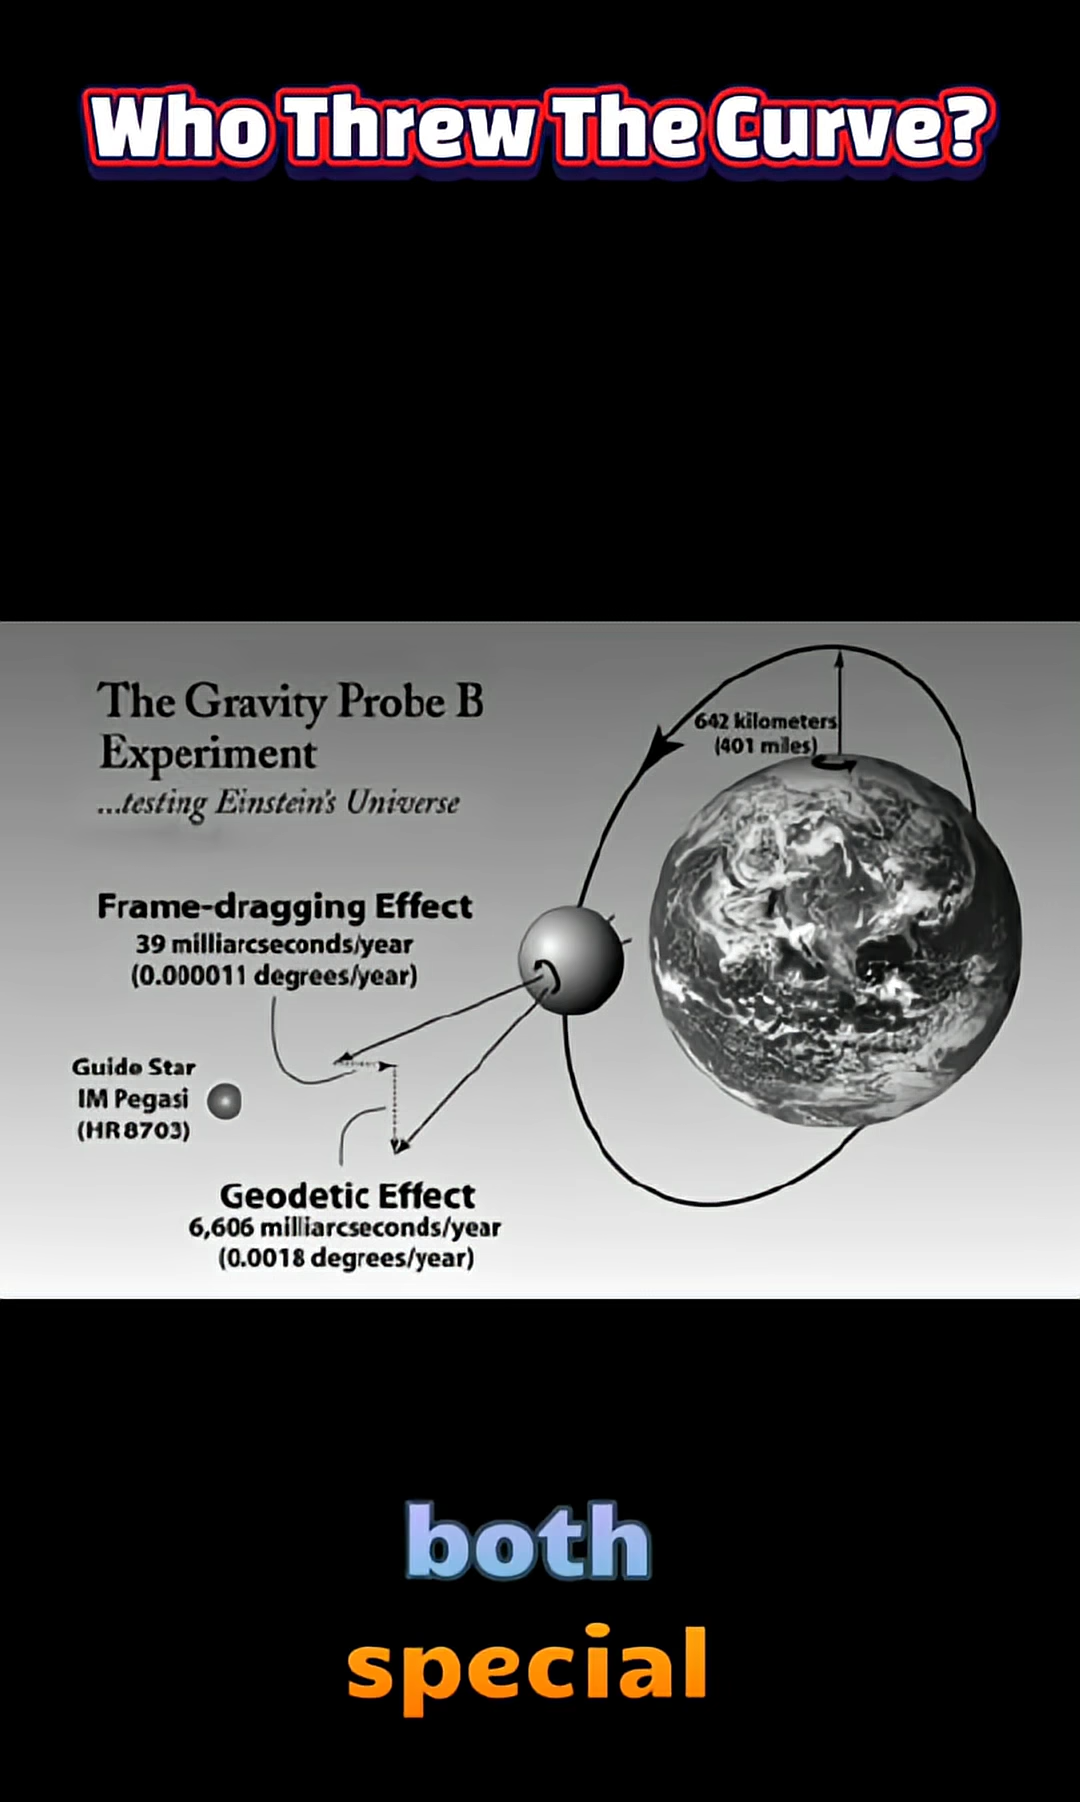 Who Threw The Curve?
The Gravity Probe B
Experiment
...testing Einstein's Universe
642 kilometers
(401 miles)
Frame-dragging Effect
39 milliarcseconds/year
(0.000011 degrees/year)
Guide Star
IM Pegasi
(HR 8703)
Geodetic Effect
6,606 milliarcseconds/year
(0.0018 degrees/year)
both
special